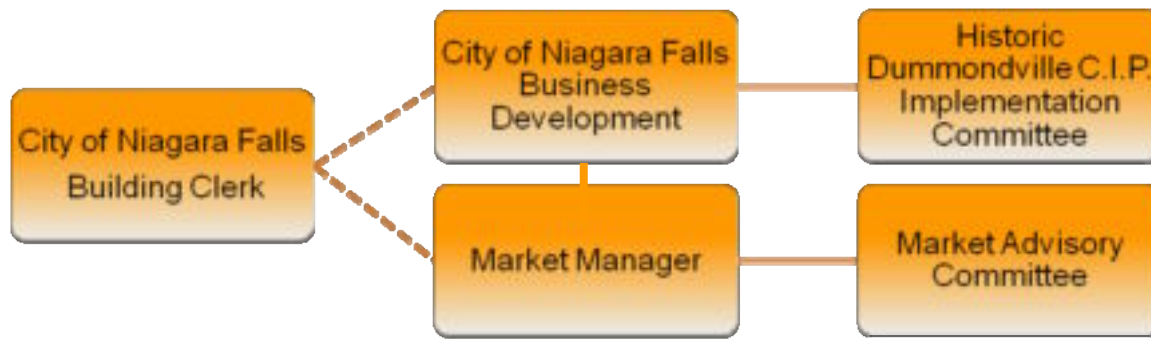 City of Niagara Falls
Building Clerk
City of Niagara Falls
Business
Development
Historic
Dummondville C.I.P.
Implementation
Committee
Market Manager
Market Advisory
Committee